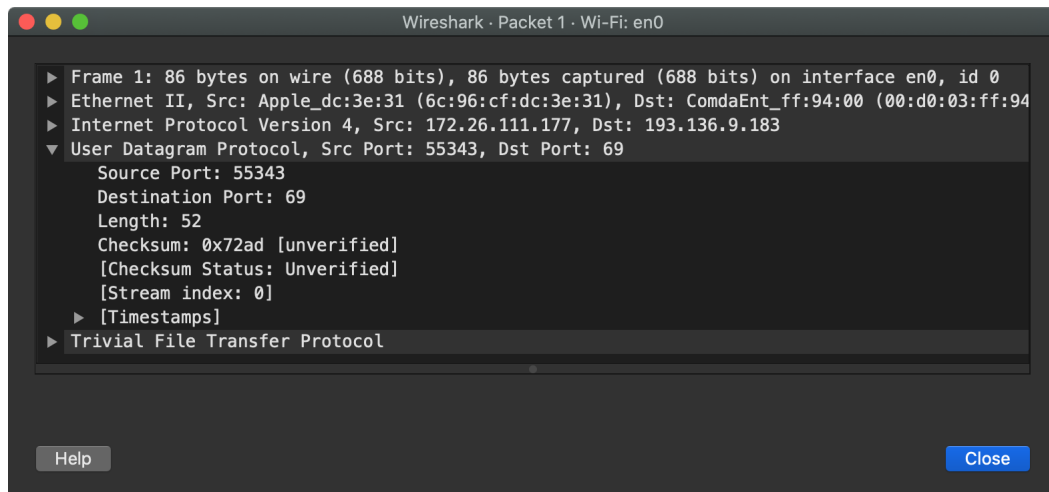 Wireshark · Packet 1 · Wi-Fi: en0
Frame 1: 86 bytes on wire (688 bits), 86 bytes captured (688 bits) on interface en0, id 0
Ethernet II, Src: Apple_dc:3e:31 (6c:96:cf:dc:3e:31), Dst: ComdaEnt_ff:94:00 (00:d0:03:ff:94
Internet Protocol Version 4, Src: 172.26.111.177, Dst: 193.136.9.183
User Datagram Protocol, Src Port: 55343, Dst Port: 69
Source Port: 55343
Destination Port: 69
Length: 52
Checksum: 0x72ad [unverified]
[Checksum Status: Unverified]
[Stream index: 0]
[Timestamps]
Trivial File Transfer Protocol
Help Close